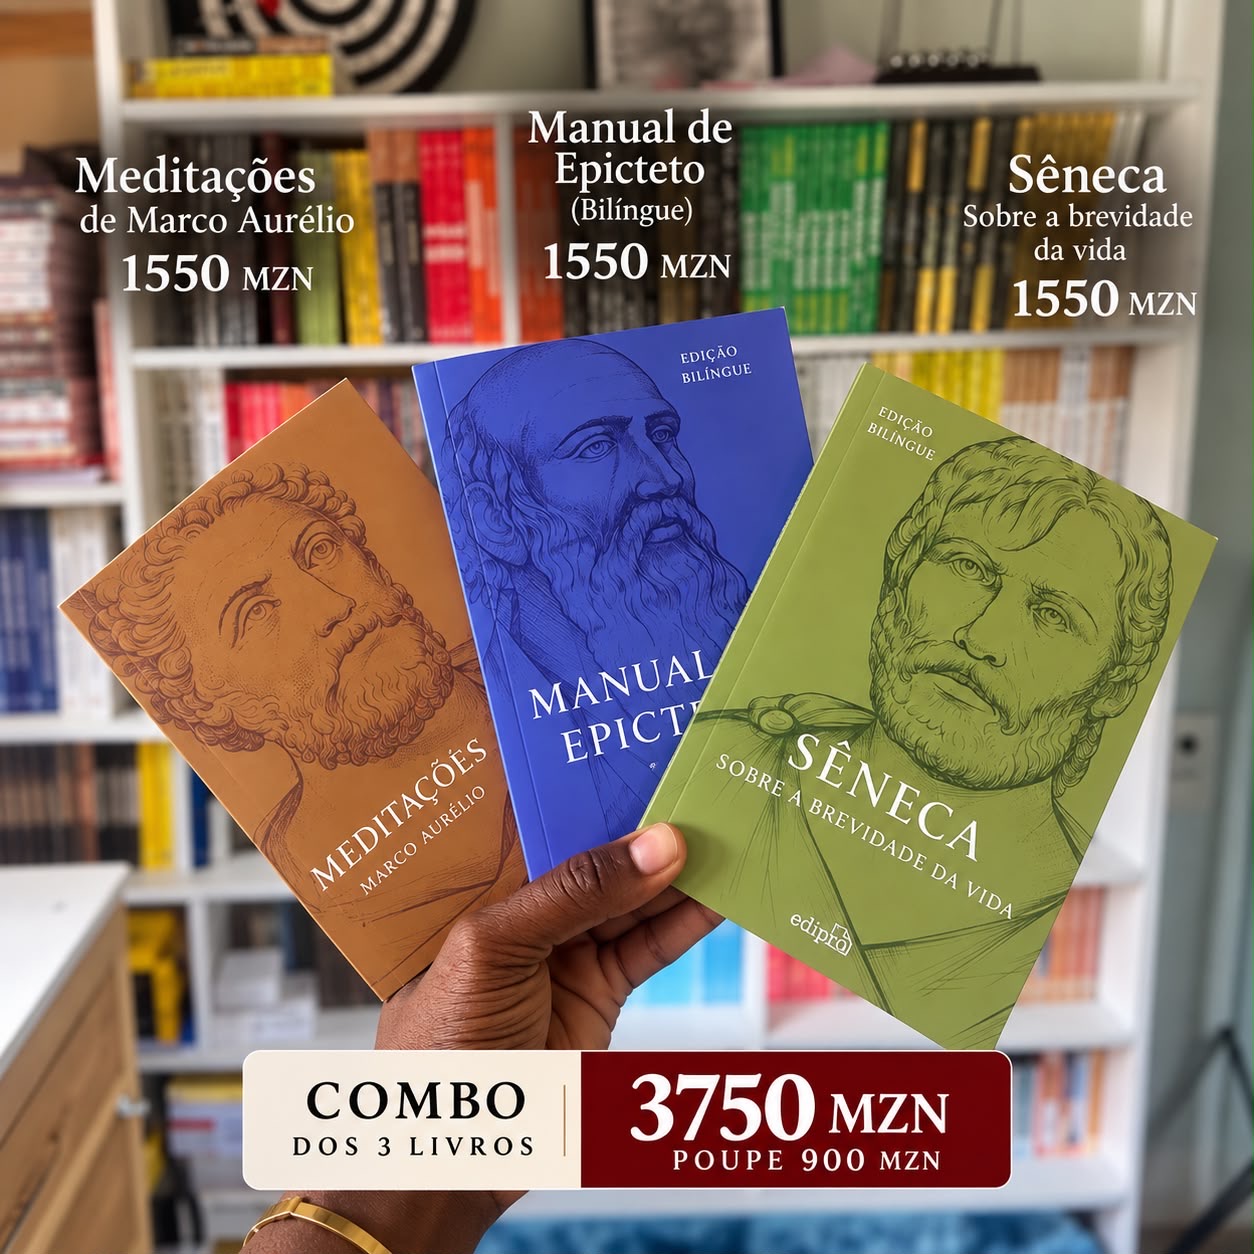 Meditações
de Marco Aurélio
1550 MZN
Manual de
Epicteto
(Bilíngue)
1550 MZN
Sêneca
Sobre a brevidade
da vida
1550 MZN
MEDITAÇÕES
MARCO AURÉLIO
EDIÇÃO
BILÍNGUE
MANUAL
EPICTE
EDIÇÃO
BILÍNGUE
SÊNECA
SOBRE A BREVIDADE DA VIDA
edipro
COMBO
DOS 3 LIVROS
3750 MZN
POUPE 900 MZN